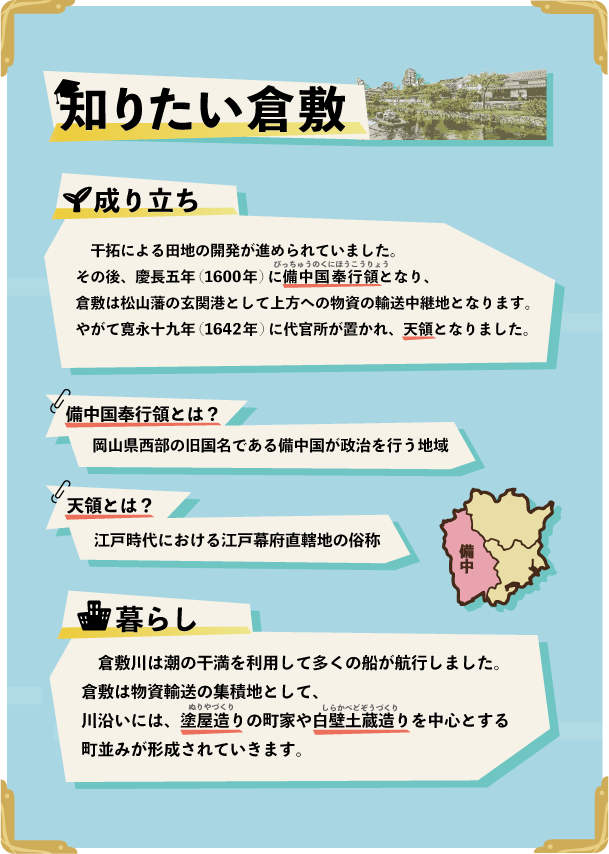 知りたい倉敷
成り立ち
干拓による田地の開発が進められていました。
びっちゅうのくにほうこうりょう
その後、慶長五年(1600年)に備中国奉行領となり、
倉敷は松山藩の玄関港として上方への物資の輸送中継地となります。
やがて寛永十九年(1642年)に代官所が置かれ、天領となりました。
備中国奉行領とは?
岡山県西部の旧国名である備中国が政治を行う地域
天領とは?
江戸時代における江戸幕府直轄地の俗称
備中
暮らし
倉敷川は潮の干満を利用して多くの船が航行しました。
倉敷は物資輸送の集積地として、
ぬりやづくり しらかべどぞうづくり
川沿いには、塗屋造りの町家や白壁土蔵造りを中心とする
町並みが形成されていきます。